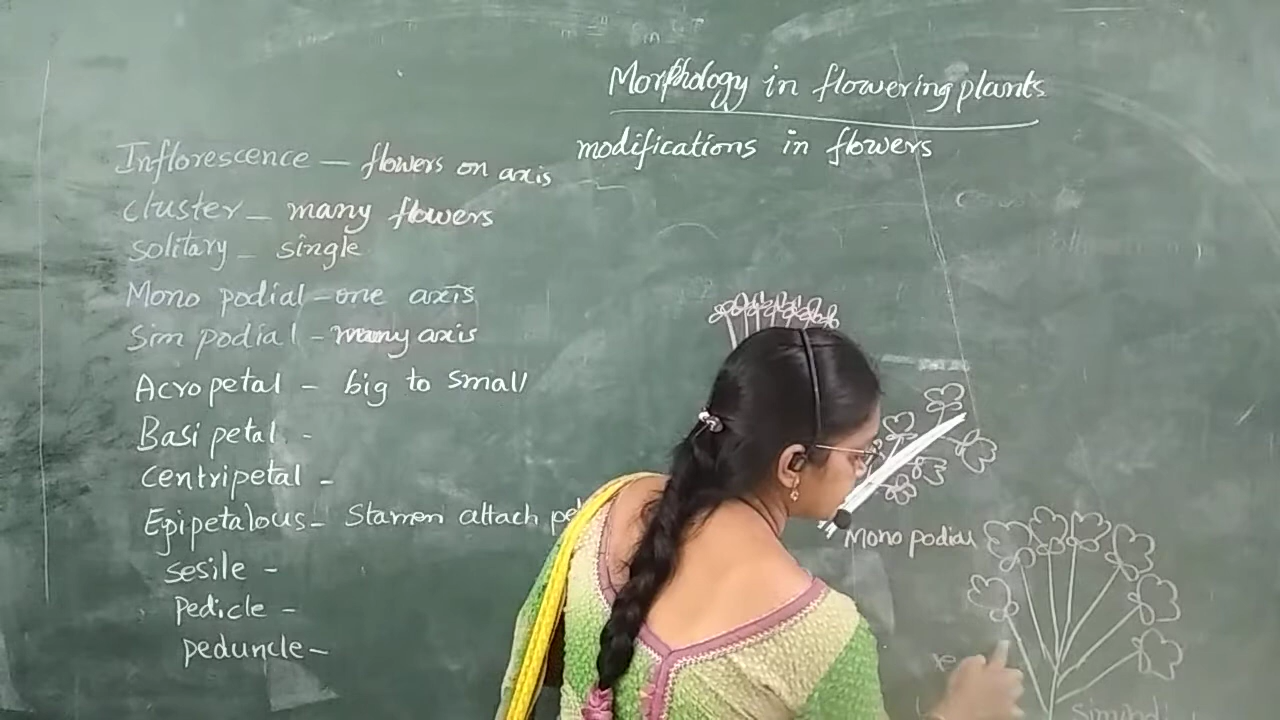 Morphology in flowering plants
modifications in flowers
Inflorescence — flowers on axis
cluster — many flowers
solitary - single
Mono podial - one axis
Sim podial - many axis
Acropetal - big to small
Basi petal -
Centripetal -
Epipetalous - Stamen attach
sesile -
Pedicle -
peduncle -
Mono podial